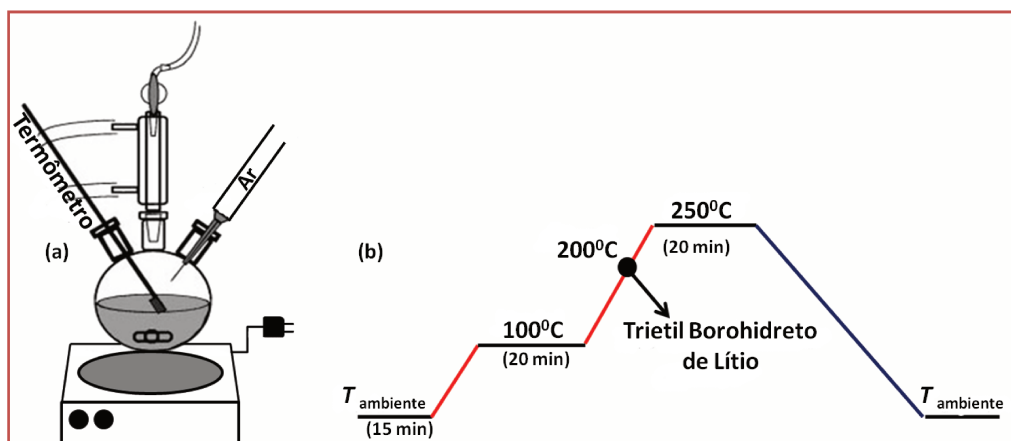 Termômetro
Ar
(a)
(b)
T ambiente
(15 min)
100⁰C
(20 min)
200⁰C
Trietil Borohidreto
de Lítio
250⁰C
(20 min)
T ambiente